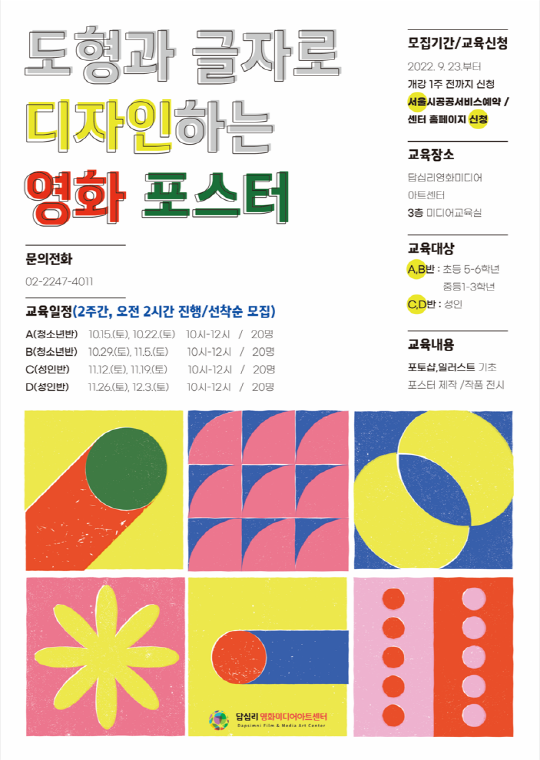 도형과 글자로
디자인하는
영화 포스터
문의전화
02-2247-4011
교육일정(2주간, 오전 2시간 진행/선착순 모집)
A(청소년반) 10.15.(토), 10.22.(토) 10시-12시 / 20명
B(청소년반) 10.29.(토), 11.5.(토) 10시-12시 / 20명
C(성인반) 11.12.(토), 11.19.(토) 10시-12시 / 20명
D(성인반) 11.26.(토), 12.3.(토) 10시-12시 / 20명
모집기간/교육신청
2022. 9. 23.부터
개강 1주 전까지 신청
서울시공공서비스예약 /
센터 홈페이지 신청
교육장소
답십리영화미디어
아트센터
3층 미디어교육실
교육대상
A,B반 : 초등 5-6학년
중등1-3학년
C,D반 : 성인
교육내용
포토샵,일러스트 기초
포스터 제작 /작품 전시
답십리 영화미디어아트센터
Dapsimni Film & Media Art Center